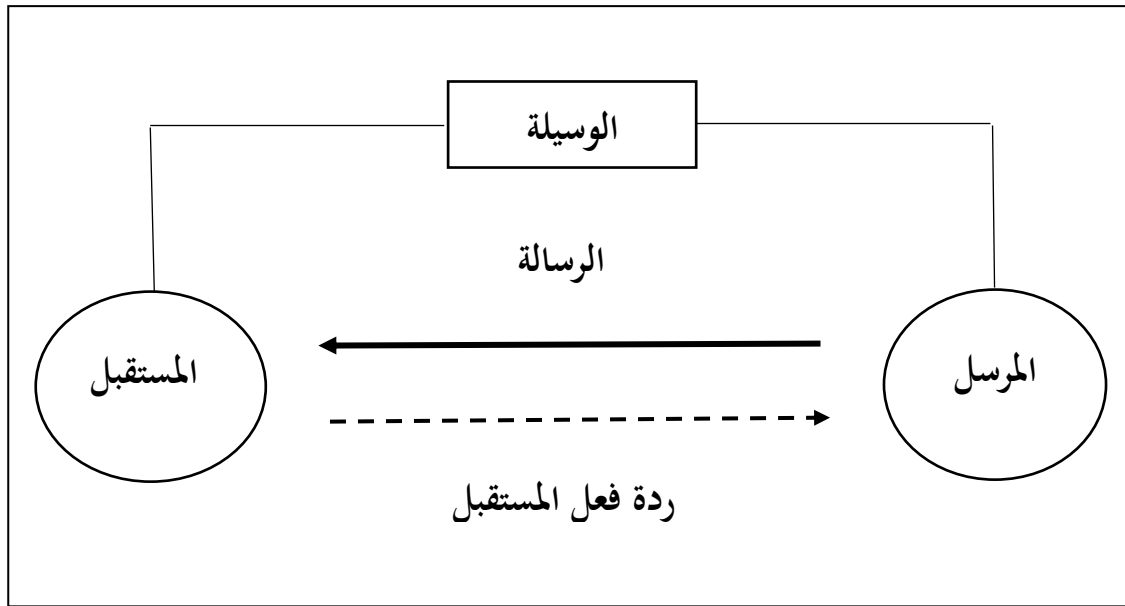 الوسيلة
الرسالة
المرسل
المستقبل
ردة فعل المستقبل